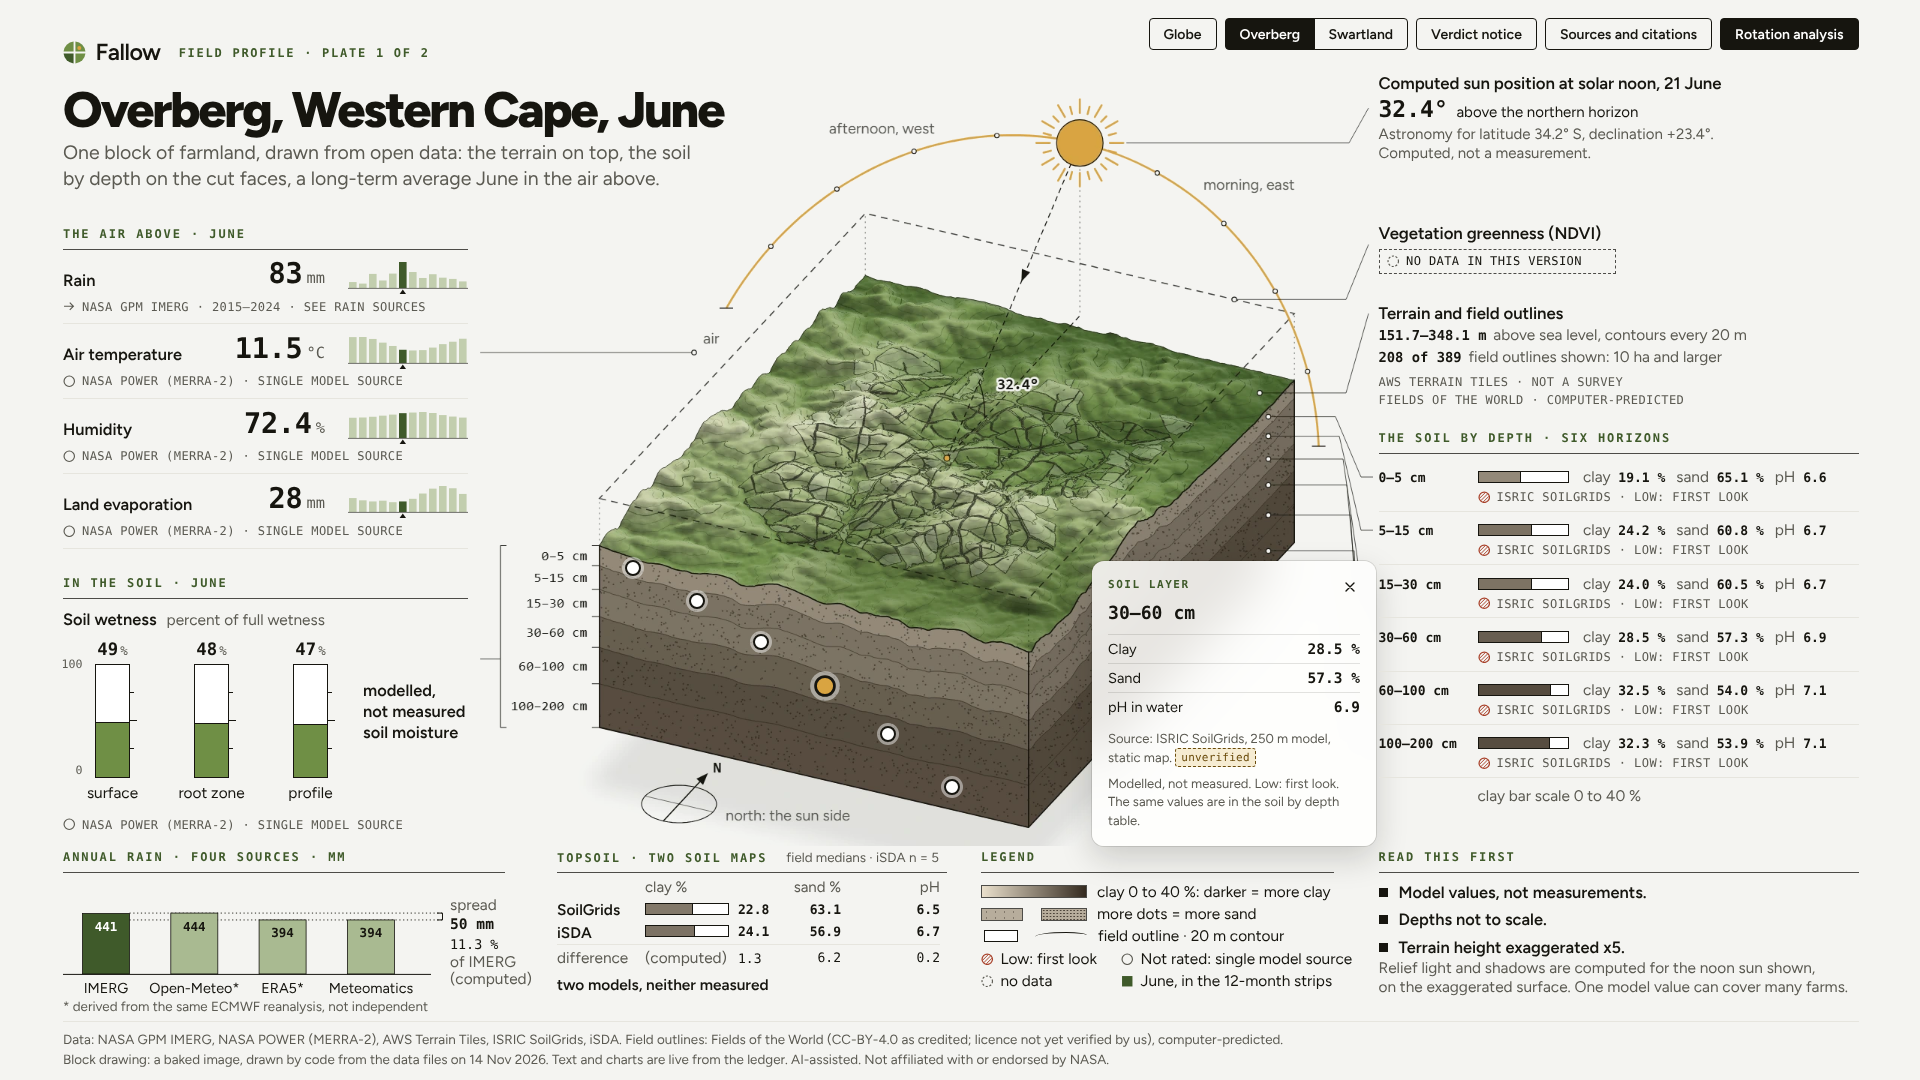 Globe
Overberg
Swartland
Verdict notice
Sources and citations
Rotation analysis
Fallow
FIELD PROFILE · PLATE 1 OF 2
Overberg, Western Cape, June
One block of farmland, drawn from open data: the terrain on top, the soil
by depth on the cut faces, a long-term average June in the air above.
THE AIR ABOVE · JUNE
Rain 83 mm
→ NASA GPM IMERG · 2015–2024 · SEE RAIN SOURCES
Air temperature 11.5 °C
NASA POWER (MERRA-2) · SINGLE MODEL SOURCE
Humidity 72.4 %
NASA POWER (MERRA-2) · SINGLE MODEL SOURCE
Land evaporation 28 mm
NASA POWER (MERRA-2) · SINGLE MODEL SOURCE
IN THE SOIL · JUNE
Soil wetness percent of full wetness
49 % 48 % 47 %
100
0
surface root zone profile
modelled,
not measured
soil moisture
NASA POWER (MERRA-2) · SINGLE MODEL SOURCE
afternoon, west
morning, east
air
32.4°
0–5 cm
5–15 cm
15–30 cm
30–60 cm
60–100 cm
100–200 cm
N
north: the sun side
SOIL LAYER
×
30–60 cm
Clay 28.5 %
Sand 57.3 %
pH in water 6.9
Source: ISRIC SoilGrids, 250 m model,
static map. unverified
Modelled, not measured. Low: first look.
The same values are in the soil by depth
table.
Computed sun position at solar noon, 21 June
32.4° above the northern horizon
Astronomy for latitude 34.2° S, declination +23.4°.
Computed, not a measurement.
Vegetation greenness (NDVI)
NO DATA IN THIS VERSION
Terrain and field outlines
151.7–348.1 m above sea level, contours every 20 m
208 of 389 field outlines shown: 10 ha and larger
AWS TERRAIN TILES · NOT A SURVEY
FIELDS OF THE WORLD · COMPUTER-PREDICTED
THE SOIL BY DEPTH · SIX HORIZONS
0–5 cm clay 19.1 % sand 65.1 % pH 6.6
ISRIC SOILGRIDS · LOW: FIRST LOOK
5–15 cm clay 24.2 % sand 60.8 % pH 6.7
ISRIC SOILGRIDS · LOW: FIRST LOOK
15–30 cm clay 24.0 % sand 60.5 % pH 6.7
ISRIC SOILGRIDS · LOW: FIRST LOOK
30–60 cm clay 28.5 % sand 57.3 % pH 6.9
ISRIC SOILGRIDS · LOW: FIRST LOOK
60–100 cm clay 32.5 % sand 54.0 % pH 7.1
ISRIC SOILGRIDS · LOW: FIRST LOOK
100–200 cm clay 32.3 % sand 53.9 % pH 7.1
ISRIC SOILGRIDS · LOW: FIRST LOOK
clay bar scale 0 to 40 %
ANNUAL RAIN · FOUR SOURCES · MM
441 444 394 394
IMERG Open-Meteo* ERA5* Meteomatics
spread
50 mm
11.3 %
of IMERG
(computed)
* derived from the same ECMWF reanalysis, not independent
TOPSOIL · TWO SOIL MAPS field medians · iSDA n = 5
clay % sand % pH
SoilGrids 22.8 63.1 6.5
iSDA 24.1 56.9 6.7
difference (computed) 1.3 6.2 0.2
two models, neither measured
LEGEND
clay 0 to 40 %: darker = more clay
more dots = more sand
field outline · 20 m contour
Low: first look Not rated: single model source
no data June, in the 12-month strips
READ THIS FIRST
Model values, not measurements.
Depths not to scale.
Terrain height exaggerated x5.
Relief light and shadows are computed for the noon sun shown,
on the exaggerated surface. One model value can cover many farms.
Data: NASA GPM IMERG, NASA POWER (MERRA-2), AWS Terrain Tiles, ISRIC SoilGrids, iSDA. Field outlines: Fields of the World (CC-BY-4.0 as credited; licence not yet verified by us), computer-predicted.
Block drawing: a baked image, drawn by code from the data files on 14 Nov 2026. Text and charts are live from the ledger. AI-assisted. Not affiliated with or endorsed by NASA.